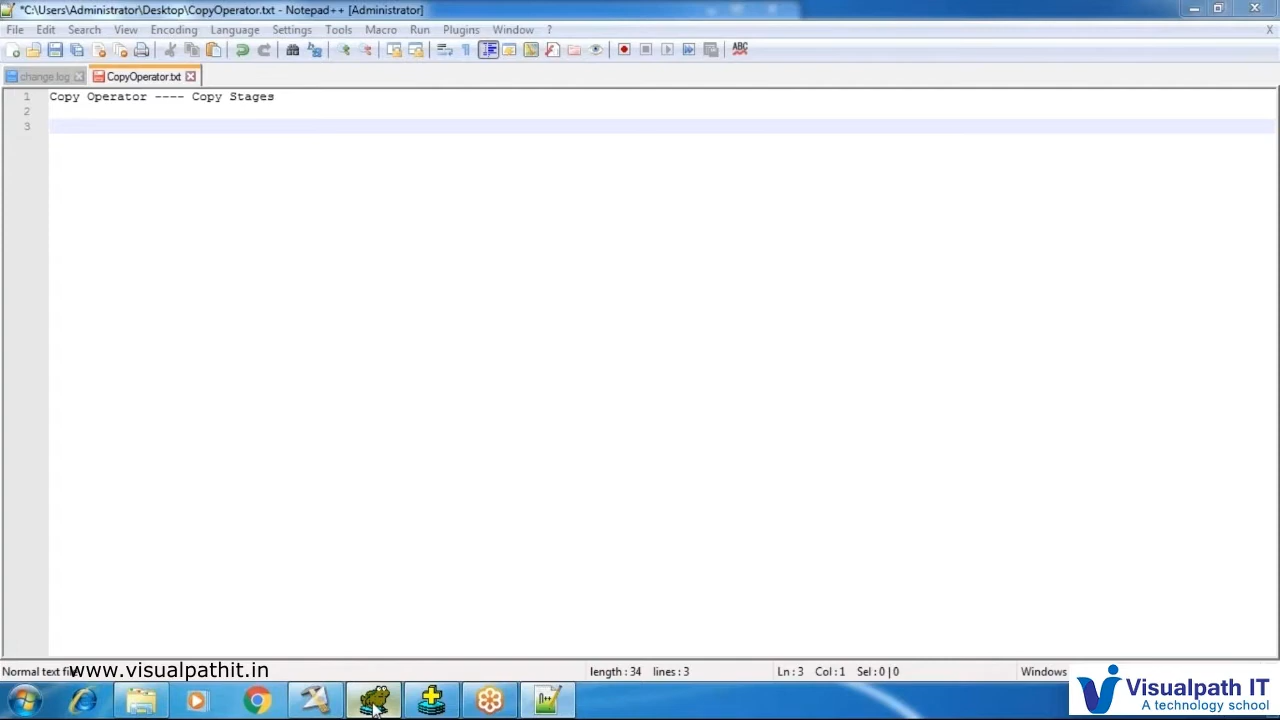 *C:\Users\Administrator\Desktop\CopyOperator.txt - Notepad++ [Administrator]
File Edit Search View Encoding Language Settings Tools Macro Run Plugins Window ? X
ABC
change.log CopyOperator.txt
1 Copy Operator ---- Copy Stages
2
3
Normal text length : 34 lines : 3 Ln : 3 Col : 1 Sel : 0 | 0 Windows
www.visualpathit.in
Visualpath IT
A technology school